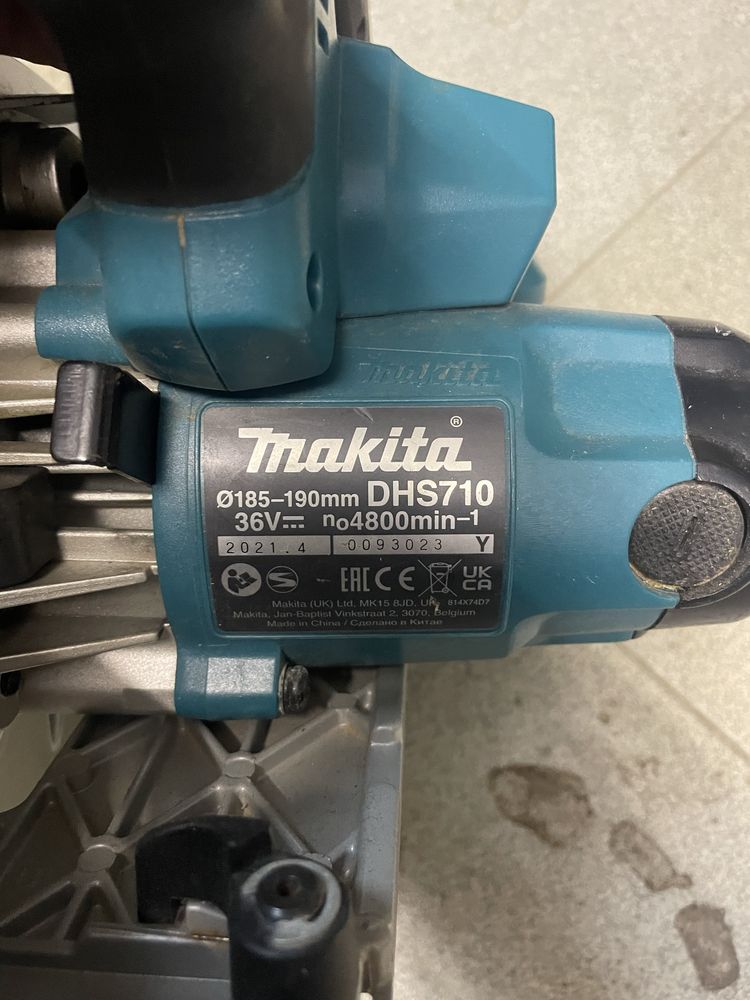 makita
makita®
Ø185–190mm DHS710
36V⎓ n₀4800min–1
2021.4 0093023 Y
EAC CE UK
CA
Makita (UK) Ltd, MK15 8JD, UK 814X74D7
Makita, Jan-Baptist Vinkstraat 2, 3070, Belgium
Made in China / Сделано в Китае